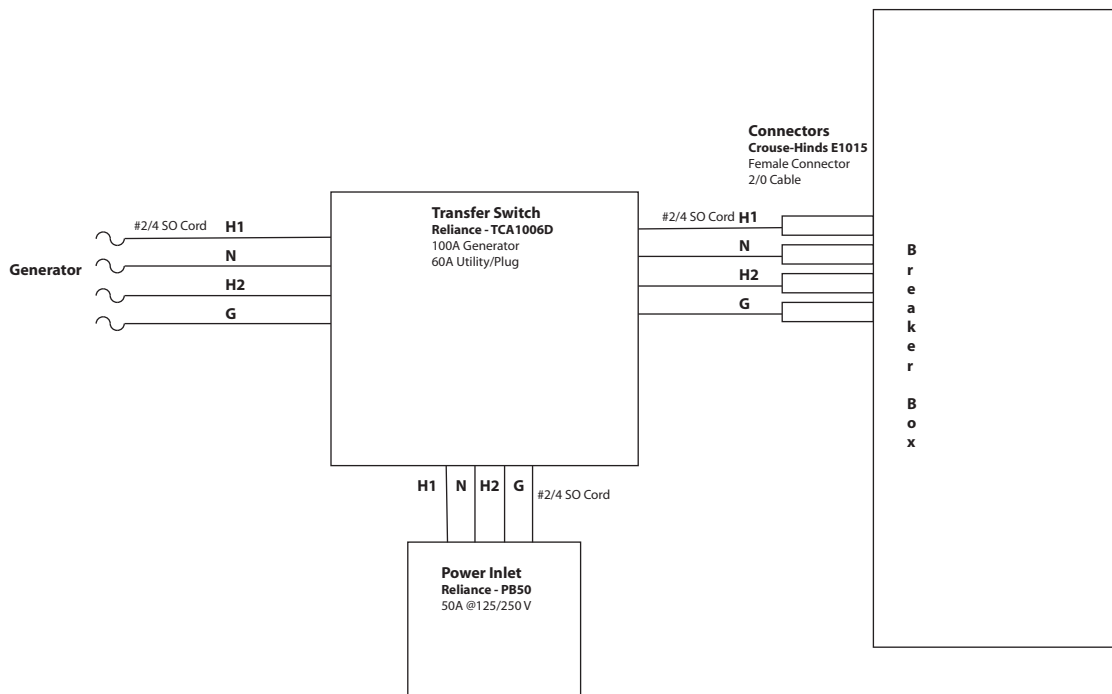 Connectors
Crouse-Hinds E1015
Female Connector
2/0 Cable
Transfer Switch
Reliance - TCA1006D
100A Generator
60A Utility/Plug
Generator
#2/4 SO Cord
H1
N
H2
G
#2/4 SO Cord
H1
N
H2
G
Breaker Box
H1
N
H2
G
#2/4 SO Cord
Power Inlet
Reliance - PB50
50A @125/250 V